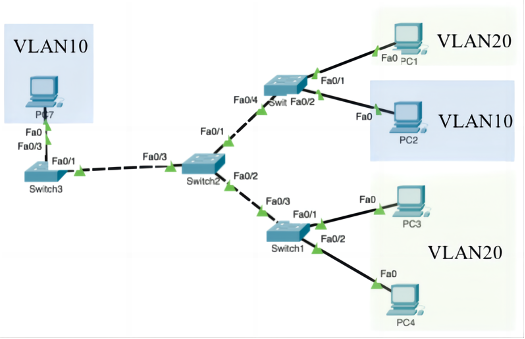 VLAN10
PC7
Fa0
Fa0/3
Fa0/1
Switch3
Fa0/3
Switch2
Fa0/1
Fa0/2
Fa0/4
Swit
Fa0/1
Fa0/2
Fa0
PC1
VLAN20
Fa0
PC2
VLAN10
Fa0/3
Fa0/1
Switch1
Fa0/2
Fa0
PC3
VLAN20
Fa0
PC4